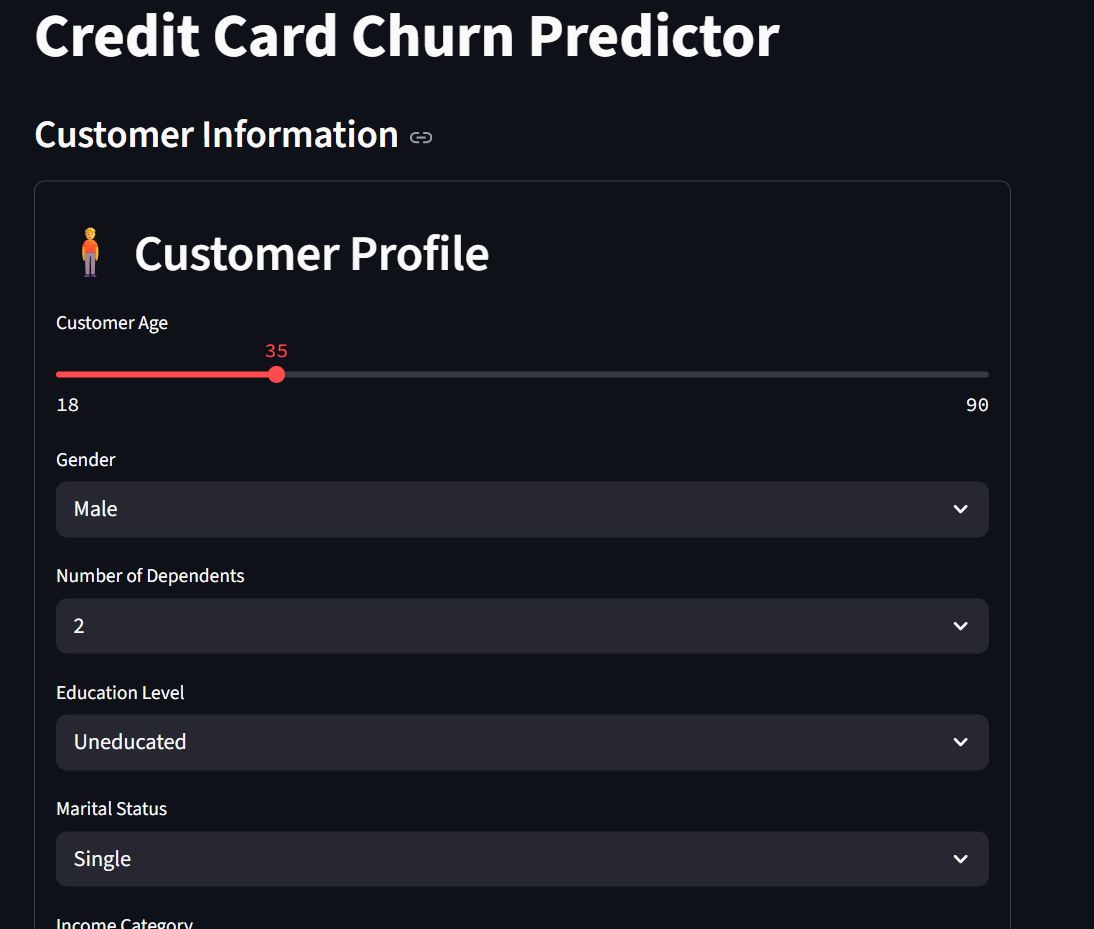 Credit Card Churn Predictor
Customer Information
Customer Profile
Customer Age
35
18
90
Gender
Male
Number of Dependents
2
Education Level
Uneducated
Marital Status
Single
Income Category